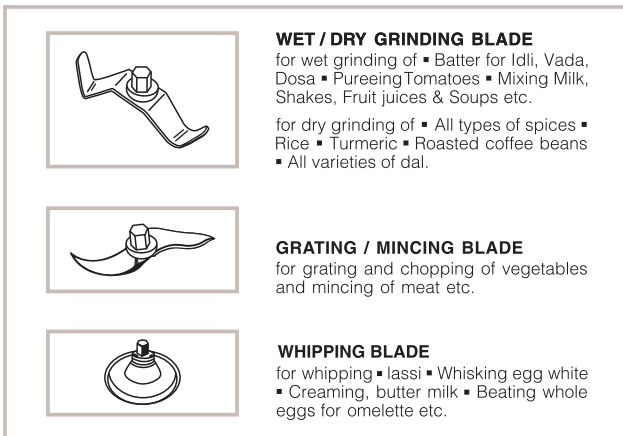 WET / DRY GRINDING BLADE
for wet grinding of ▪ Batter for Idli, Vada,
Dosa ▪ Pureeing Tomatoes ▪ Mixing Milk,
Shakes, Fruit juices & Soups etc.
for dry grinding of ▪ All types of spices ▪
Rice ▪ Turmeric ▪ Roasted coffee beans
▪ All varieties of dal.
GRATING / MINCING BLADE
for grating and chopping of vegetables
and mincing of meat etc.
WHIPPING BLADE
for whipping ▪ lassi ▪ Whisking egg white
▪ Creaming, butter milk ▪ Beating whole
eggs for omelette etc.